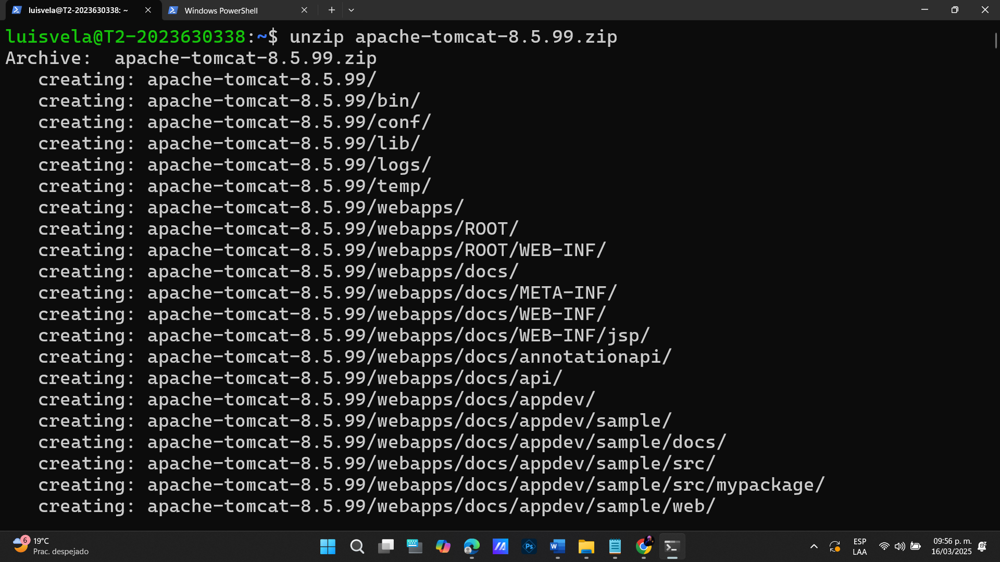 luisvela@T2-2023630338: ~
Windows PowerShell
luisvela@T2-2023630338:~$ unzip apache-tomcat-8.5.99.zip
Archive:  apache-tomcat-8.5.99.zip
   creating: apache-tomcat-8.5.99/
   creating: apache-tomcat-8.5.99/bin/
   creating: apache-tomcat-8.5.99/conf/
   creating: apache-tomcat-8.5.99/lib/
   creating: apache-tomcat-8.5.99/logs/
   creating: apache-tomcat-8.5.99/temp/
   creating: apache-tomcat-8.5.99/webapps/
   creating: apache-tomcat-8.5.99/webapps/ROOT/
   creating: apache-tomcat-8.5.99/webapps/ROOT/WEB-INF/
   creating: apache-tomcat-8.5.99/webapps/docs/
   creating: apache-tomcat-8.5.99/webapps/docs/META-INF/
   creating: apache-tomcat-8.5.99/webapps/docs/WEB-INF/
   creating: apache-tomcat-8.5.99/webapps/docs/WEB-INF/jsp/
   creating: apache-tomcat-8.5.99/webapps/docs/annotationapi/
   creating: apache-tomcat-8.5.99/webapps/docs/api/
   creating: apache-tomcat-8.5.99/webapps/docs/appdev/
   creating: apache-tomcat-8.5.99/webapps/docs/appdev/sample/
   creating: apache-tomcat-8.5.99/webapps/docs/appdev/sample/docs/
   creating: apache-tomcat-8.5.99/webapps/docs/appdev/sample/src/
   creating: apache-tomcat-8.5.99/webapps/docs/appdev/sample/src/mypackage/
   creating: apache-tomcat-8.5.99/webapps/docs/appdev/sample/web/
6
19°C
Prac. despejado
Ps
W
ESP
LAA
09:56 p. m.
16/03/2025